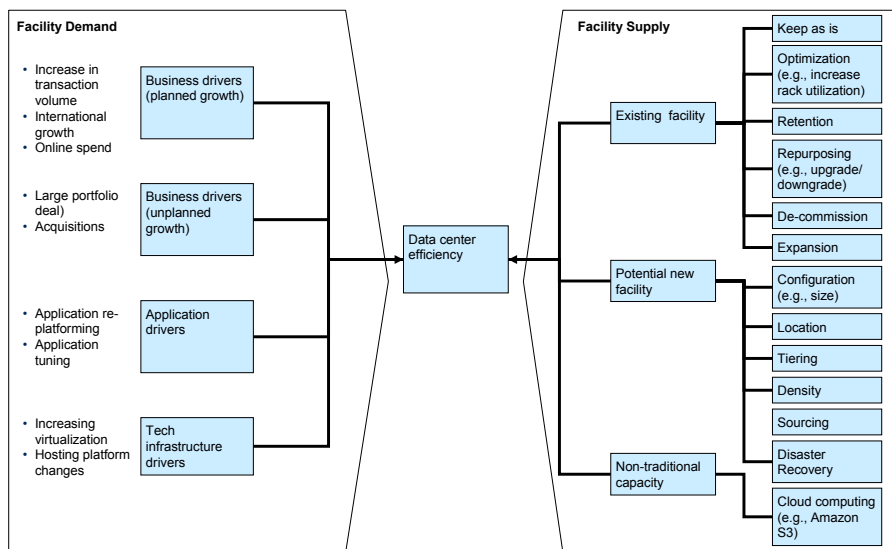 Facility Demand
• Increase in
transaction
volume
• International
growth
• Online spend
Business drivers
(planned growth)
• Large portfolio
deal)
• Acquisitions
Business drivers
(unplanned
growth)
• Application re-
platforming
• Application
tuning
Application
drivers
• Increasing
virtualization
• Hosting platform
changes
Tech
infrastructure
drivers
Data center
efficiency
Facility Supply
Existing facility
Keep as is
Optimization
(e.g., increase
rack utilization)
Retention
Repurposing
(e.g., upgrade/
downgrade)
De-commission
Expansion
Potential new
facility
Configuration
(e.g., size)
Location
Tiering
Density
Sourcing
Disaster
Recovery
Non-traditional
capacity
Cloud computing
(e.g., Amazon
S3)